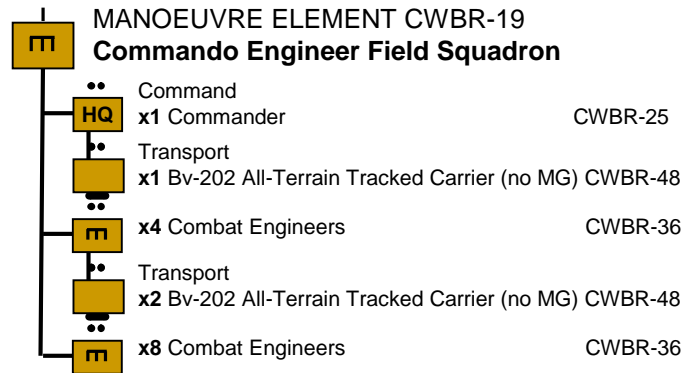 MANOEUVRE ELEMENT CWBR-19
Commando Engineer Field Squadron
Command
HQ x1 Commander CWBR-25
Transport
x1 Bv-202 All-Terrain Tracked Carrier (no MG) CWBR-48
x4 Combat Engineers CWBR-36
Transport
x2 Bv-202 All-Terrain Tracked Carrier (no MG) CWBR-48
x8 Combat Engineers CWBR-36